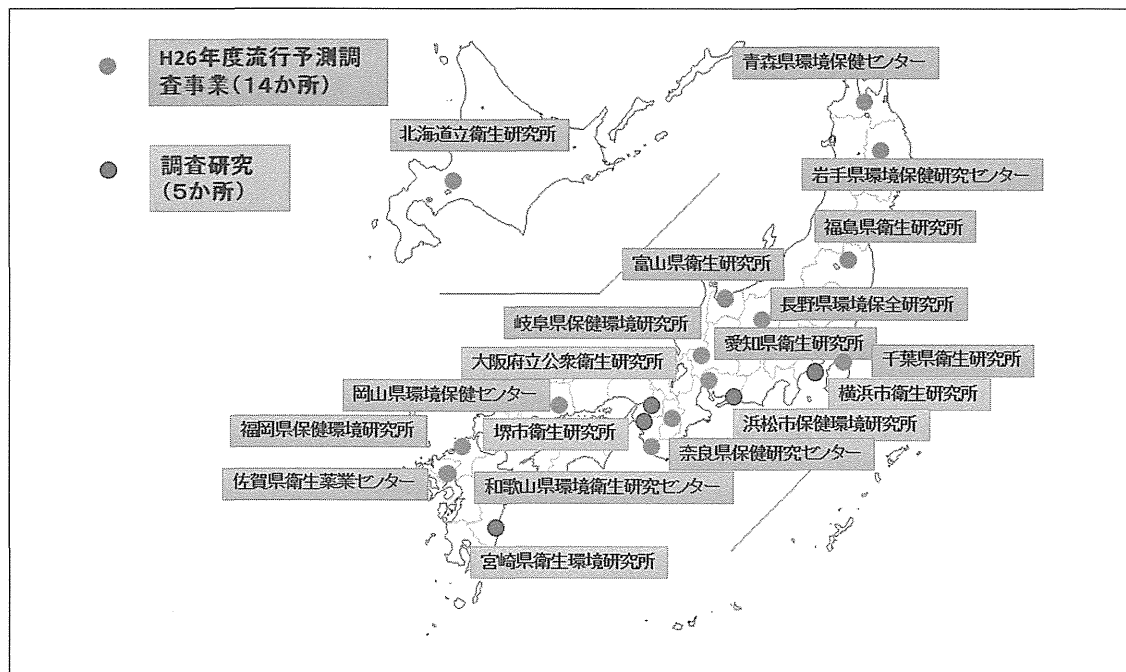 H26年度流行予測調
査事業(14か所)
調査研究
(5か所)
青森県環境保健センター
北海道立衛生研究所
岩手県環境保健研究センター
福島県衛生研究所
富山県衛生研究所
長野県環境保全研究所
岐阜県保健環境研究所
愛知県衛生研究所
大阪府立公衆衛生研究所
千葉県衛生研究所
岡山県環境保健センター
横浜市衛生研究所
福岡県保健環境研究所
堺市衛生研究所
浜松市保健環境研究所
奈良県保健研究センター
佐賀県衛生薬業センター
和歌山県環境衛生研究センター
宮崎県衛生環境研究所